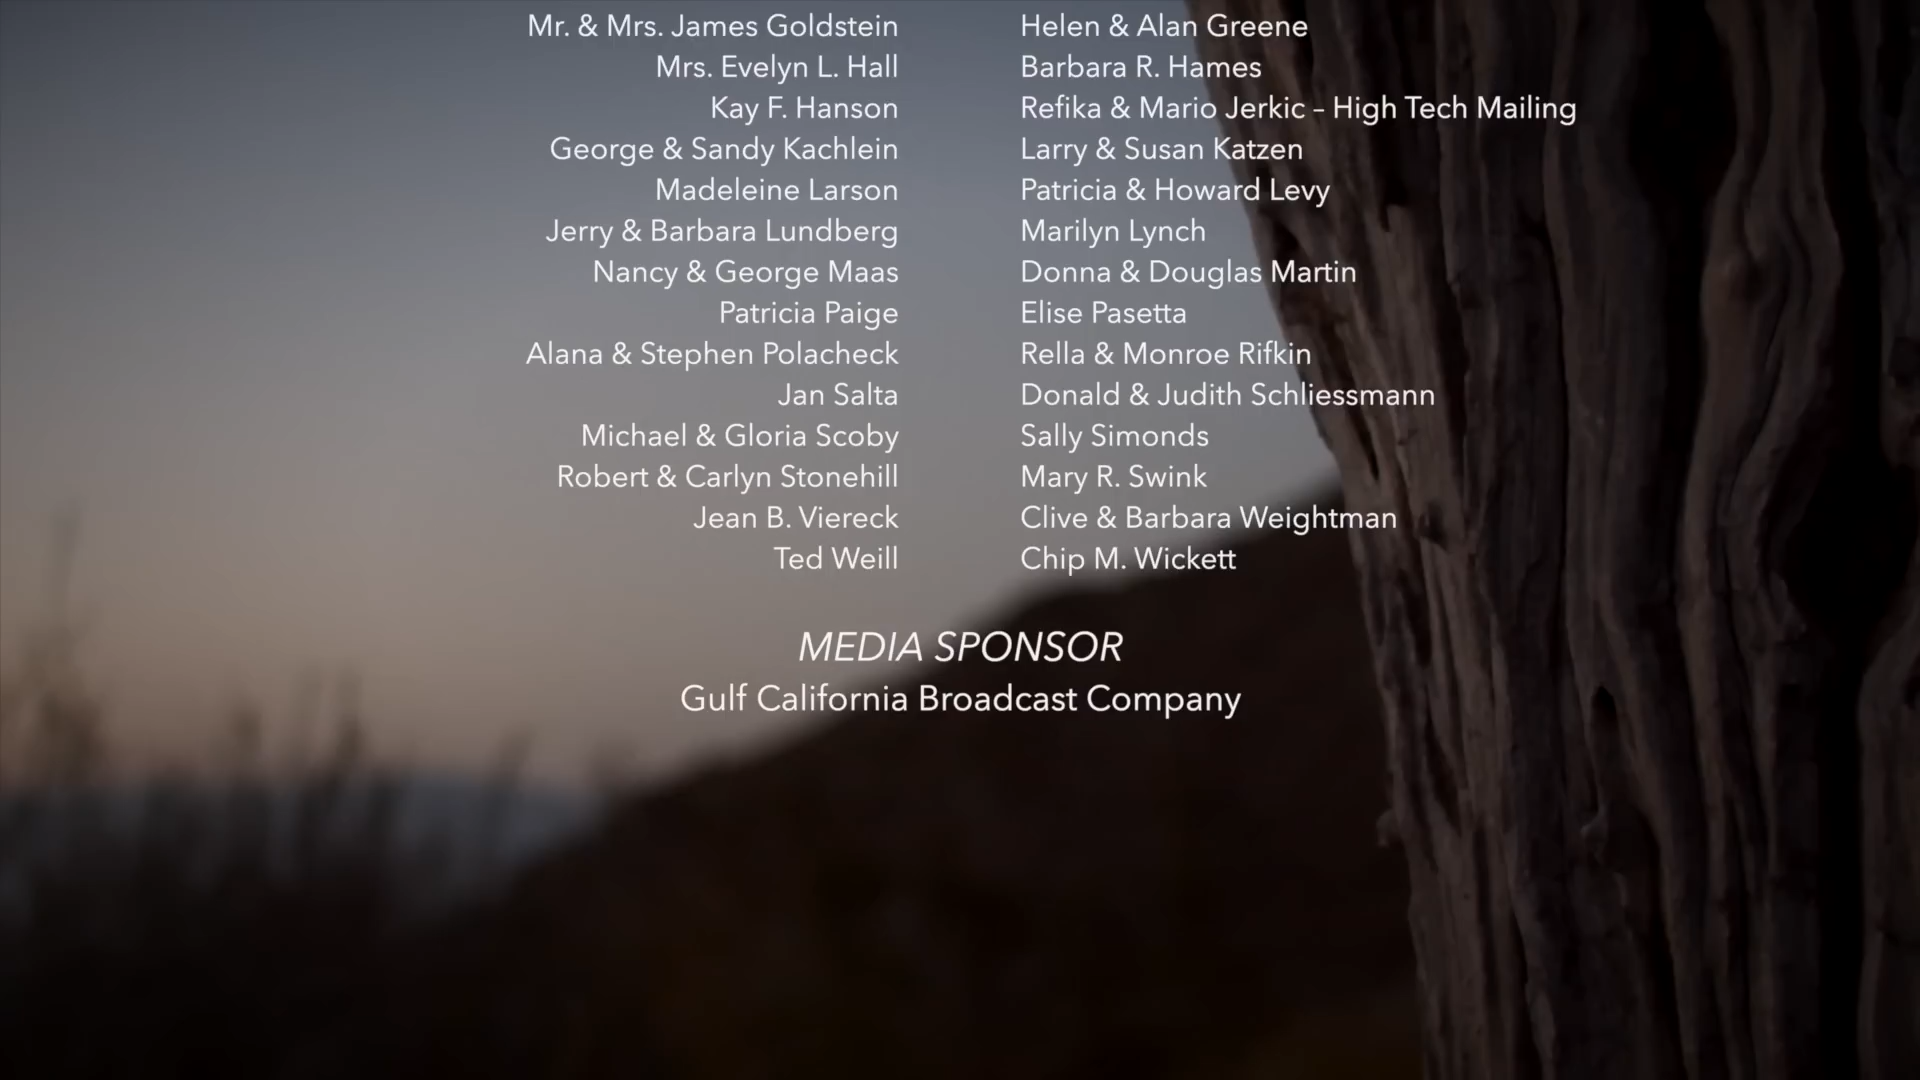 Mr. & Mrs. James Goldstein
Helen & Alan Greene
Mrs. Evelyn L. Hall
Barbara R. Hames
Kay F. Hanson
Refika & Mario Jerkic – High Tech Mailing
George & Sandy Kachlein
Larry & Susan Katzen
Madeleine Larson
Patricia & Howard Levy
Jerry & Barbara Lundberg
Marilyn Lynch
Nancy & George Maas
Donna & Douglas Martin
Patricia Paige
Elise Pasetta
Alana & Stephen Polacheck
Rella & Monroe Rifkin
Jan Salta
Donald & Judith Schliessmann
Michael & Gloria Scoby
Sally Simonds
Robert & Carlyn Stonehill
Mary R. Swink
Jean B. Viereck
Clive & Barbara Weightman
Ted Weill
Chip M. Wickett
MEDIA SPONSOR
Gulf California Broadcast Company